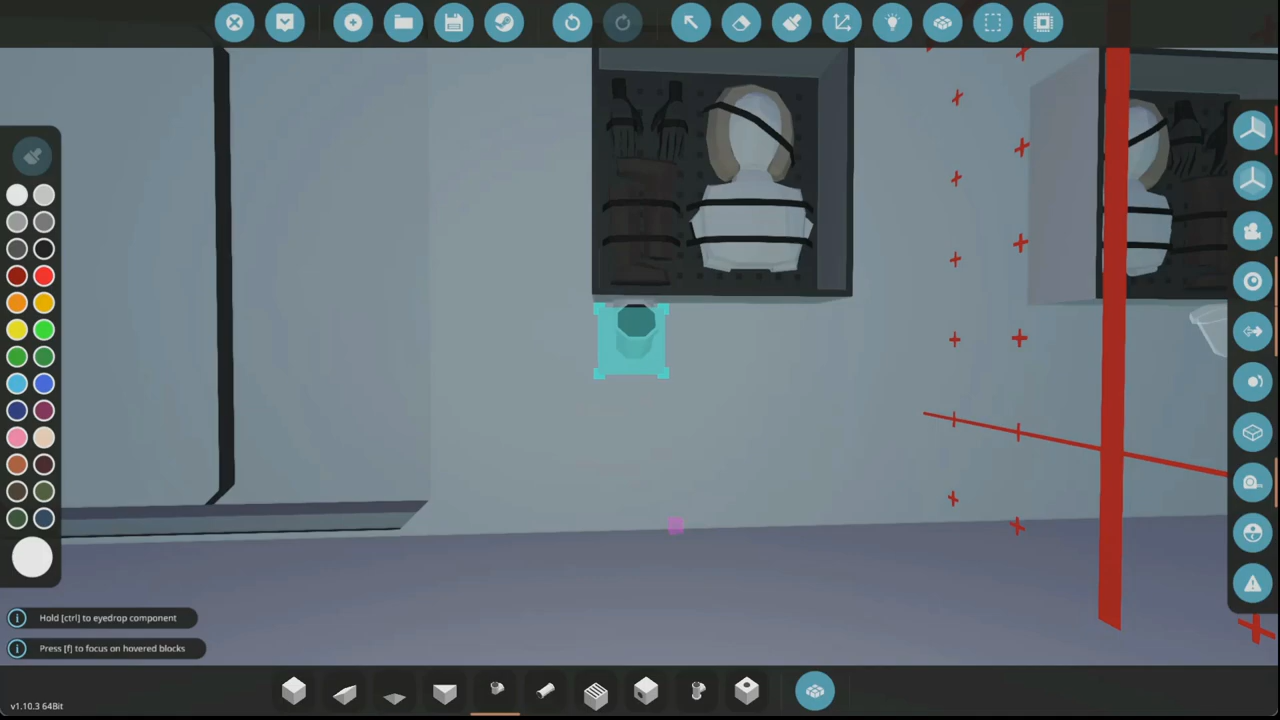 Hold [ctrl] to eyedrop component
Press [f] to focus on hovered blocks
v1.10.3 64Bit